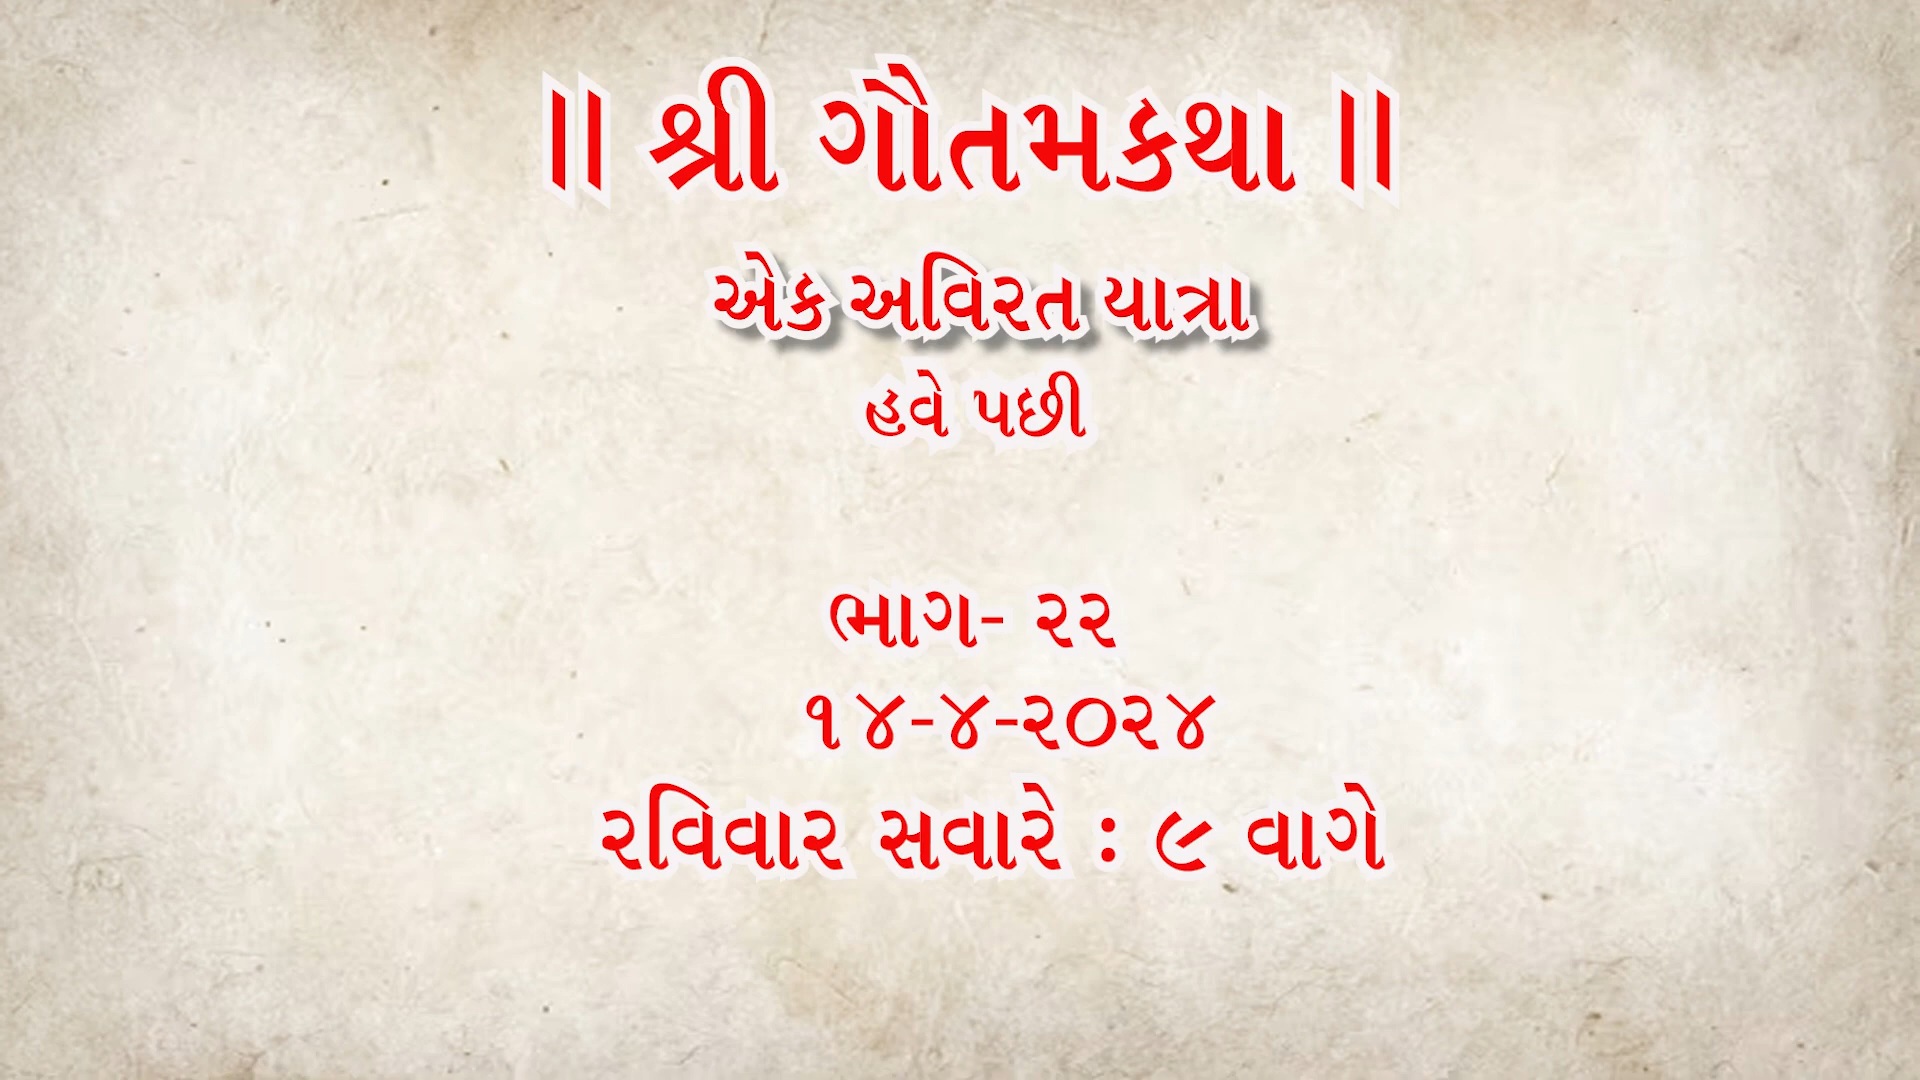 ॥ શ્રી ગૌતમકથા ॥
એક અવિરત યાત્રા
હવે પછી
ભાગ- ૨૨
૧૪-૪-૨૦૨૪
રવિવાર સવારે : ૯ વાગે